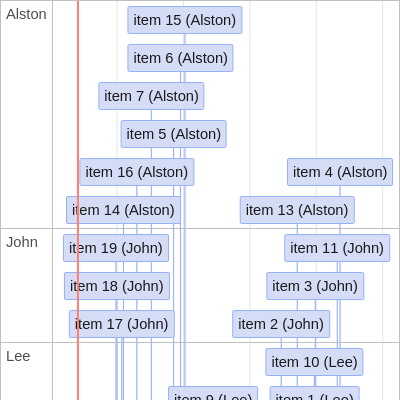 Alston
item 15 (Alston)
item 6 (Alston)
item 7 (Alston)
item 5 (Alston)
item 16 (Alston)
item 4 (Alston)
item 14 (Alston)
item 13 (Alston)
John
item 19 (John)
item 11 (John)
item 18 (John)
item 3 (John)
item 17 (John)
item 2 (John)
Lee
item 10 (Lee)
item 9 (Lee)
item 1 (Lee)